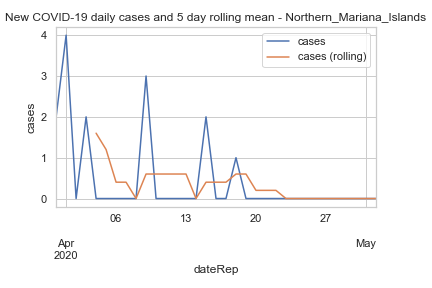 New COVID-19 daily cases and 5 day rolling mean - Northern_Mariana_Islands
cases
cases (rolling)
4
3
2
1
0
cases
06
13
20
27
Apr
2020
May
dateRep